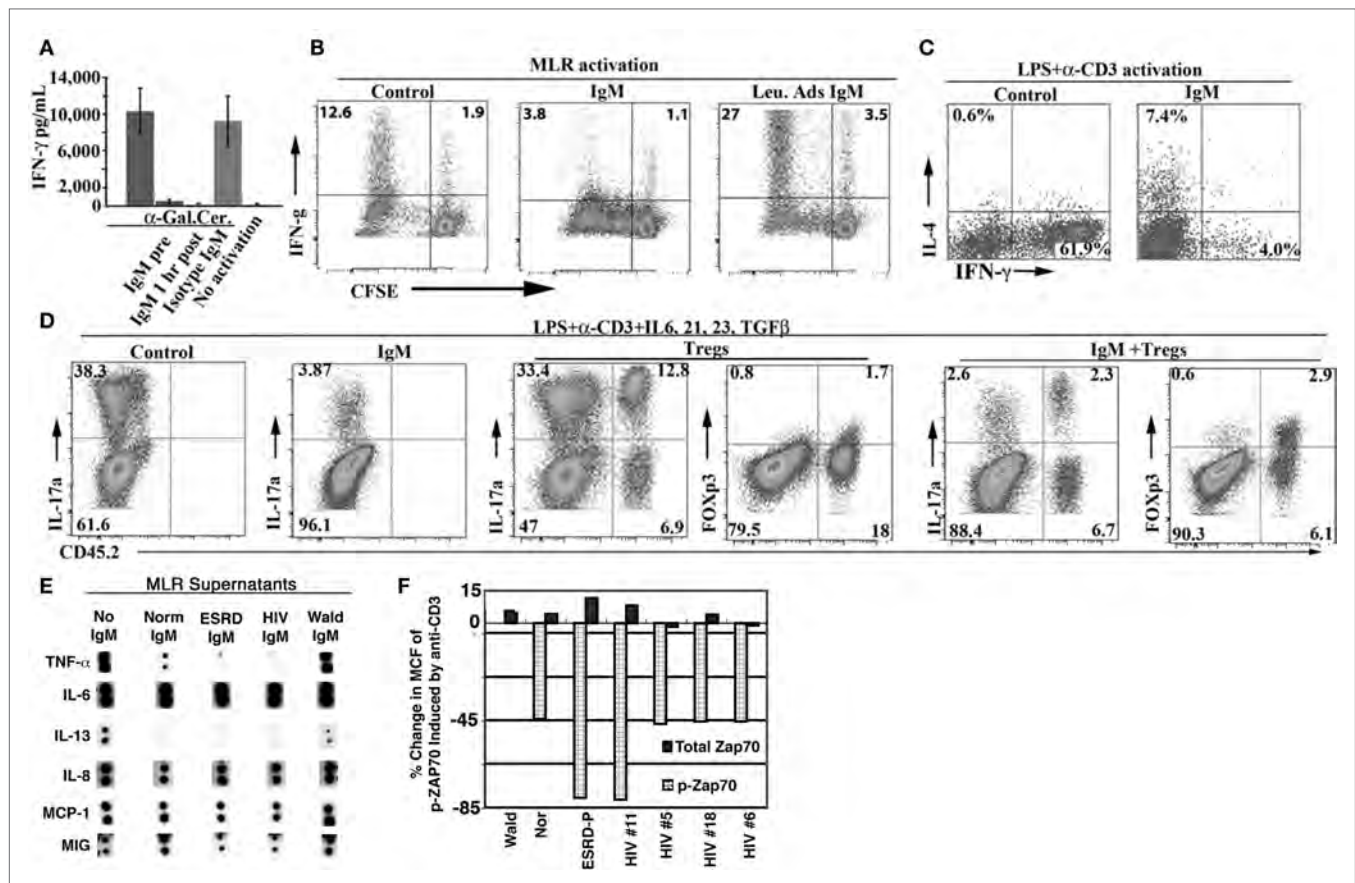 A
14,000
10,000
6,000
2,000
0
IFN-γ pg/mL
α-Gal.Cer.
IgM pre
IgM 1 hr post
Isotype IgM
No activation
B
MLR activation
Control
IgM
Leu. Ads IgM
12.6
1.9
3.8
1.1
27
3.5
IFN-g
CFSE
C
LPS+α-CD3 activation
Control
IgM
0.6%
7.4%
61.9%
4.0%
IL-4
IFN-γ
D
LPS+α-CD3+IL6, 21, 23, TGFβ
Control
IgM
Tregs
IgM +Tregs
38.3
3.87
33.4
12.8
0.8
1.7
2.6
2.3
0.6
2.9
IL-17a
IL-17a
IL-17a
FOXp3
IL-17a
FOXp3
61.6
96.1
47
6.9
79.5
18
88.4
6.7
90.3
6.1
CD45.2
E
MLR Supernatants
No IgM
Norm IgM
ESRD IgM
HIV IgM
Wald IgM
TNF-α
IL-6
IL-13
IL-8
MCP-1
MIG
F
% Change in MCF of
p-ZAP70 Induced by anti-CD3
15
0
-45
-85
Total Zap70
p-Zap70
Wald
Nor
ESRD-P
HIV #11
HIV #5
HIV #18
HIV #6